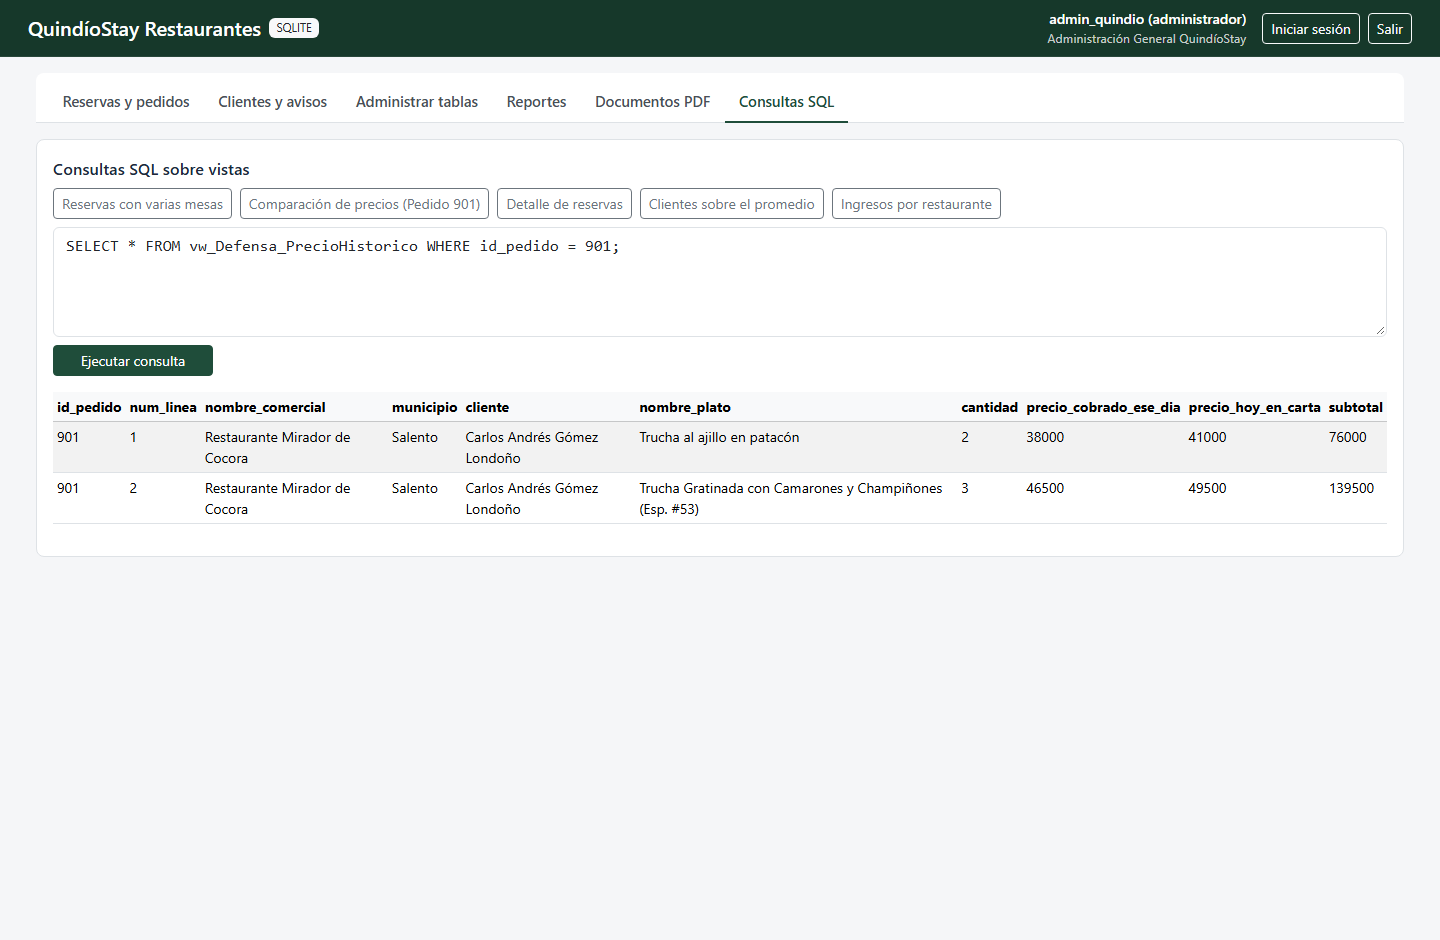 QuindíoStay Restaurantes SQLITE
admin_quindio (administrador)
Administración General QuindíoStay
Iniciar sesión Salir
Reservas y pedidos Clientes y avisos Administrar tablas Reportes Documentos PDF Consultas SQL
Consultas SQL sobre vistas
Reservas con varias mesas Comparación de precios (Pedido 901) Detalle de reservas Clientes sobre el promedio Ingresos por restaurante
SELECT * FROM vw_Defensa_PrecioHistorico WHERE id_pedido = 901;
Ejecutar consulta
id_pedido num_linea nombre_comercial municipio cliente nombre_plato cantidad precio_cobrado_ese_dia precio_hoy_en_carta subtotal
901 1 Restaurante Mirador de Salento Carlos Andrés Gómez Trucha al ajillo en patacón 2 38000 41000 76000
Cocora Londoño
901 2 Restaurante Mirador de Salento Carlos Andrés Gómez Trucha Gratinada con Camarones y Champiñones 3 46500 49500 139500
Cocora Londoño (Esp. #53)